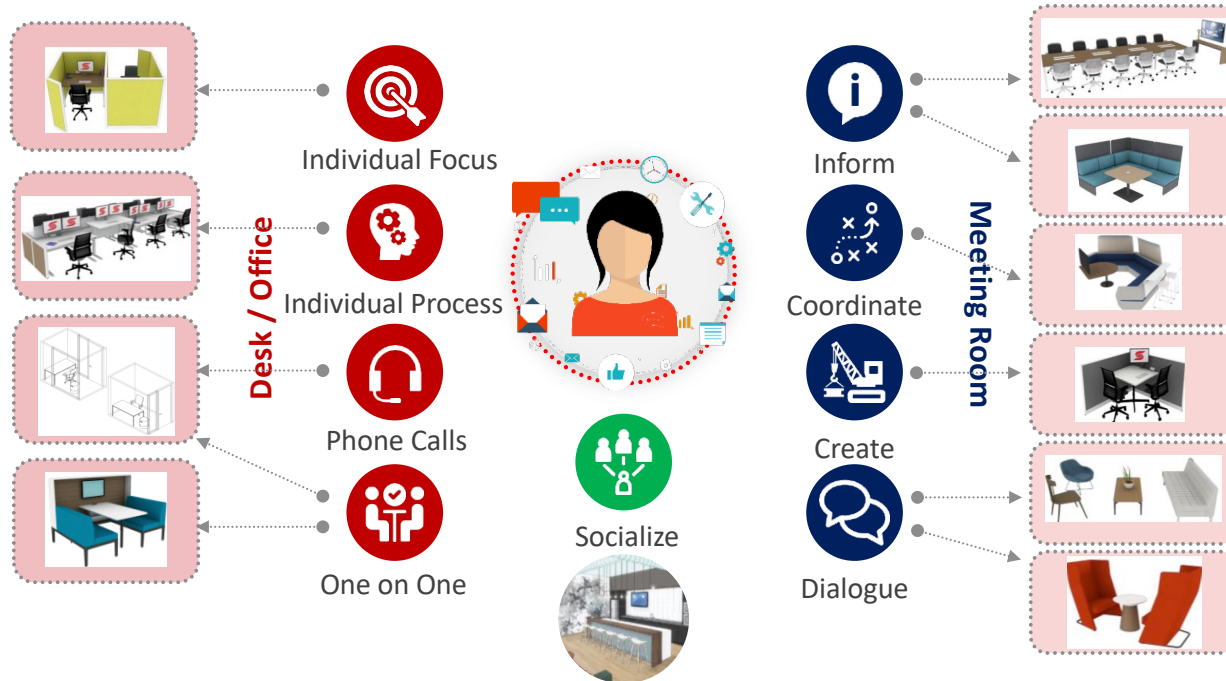 Individual Focus
Individual Process
Phone Calls
One on One
Desk / Office
Socialize
Inform
Coordinate
Create
Dialogue
Meeting Room